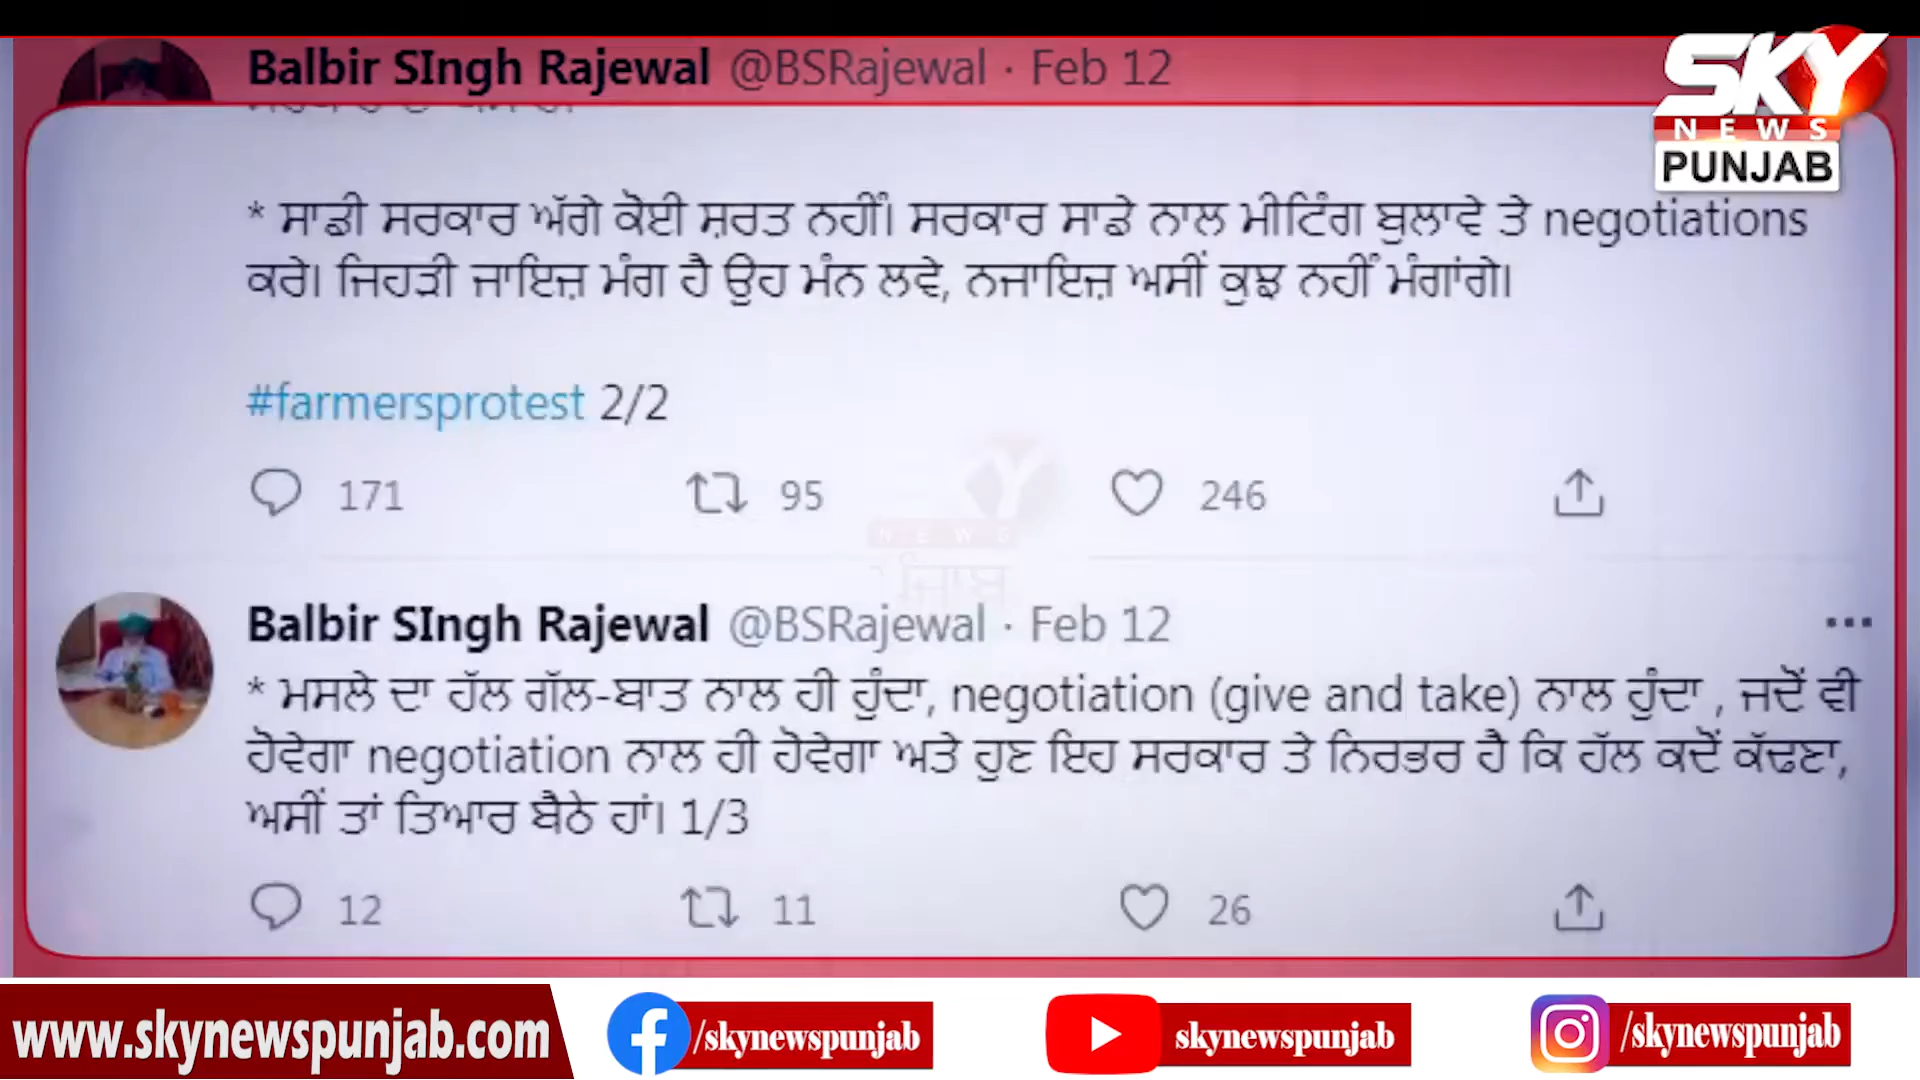 Balbir SIngh Rajewal @BSRajewal · Feb 12
SKY
NEWS
PUNJAB
* ਸਾਡੀ ਸਰਕਾਰ ਅੱਗੇ ਕੋਈ ਸ਼ਰਤ ਨਹੀਂ। ਸਰਕਾਰ ਸਾਡੇ ਨਾਲ ਮੀਟਿੰਗ ਬੁਲਾਵੇ ਤੇ negotiations
ਕਰੇ। ਜਿਹੜੀ ਜਾਇਜ਼ ਮੰਗ ਹੈ ਉਹ ਮੰਨ ਲਵੇ, ਨਜਾਇਜ਼ ਅਸੀਂ ਕੁਝ ਨਹੀਂ ਮੰਗਾਂਗੇ।
#farmersprotest 2/2
171 95 246
NEWS
Balbir SIngh Rajewal @BSRajewal · Feb 12
* ਮਸਲੇ ਦਾ ਹੱਲ ਗੱਲ-ਬਾਤ ਨਾਲ ਹੀ ਹੁੰਦਾ, negotiation (give and take) ਨਾਲ ਹੁੰਦਾ , ਜਦੋਂ ਵੀ
ਹੋਵੇਗਾ negotiation ਨਾਲ ਹੀ ਹੋਵੇਗਾ ਅਤੇ ਹੁਣ ਇਹ ਸਰਕਾਰ ਤੇ ਨਿਰਭਰ ਹੈ ਕਿ ਹੱਲ ਕਦੋਂ ਕੱਢਣਾ,
ਅਸੀਂ ਤਾਂ ਤਿਆਰ ਬੈਠੇ ਹਾਂ। 1/3
12 11 26
www.skynewspunjab.com /skynewspunjab skynewspunjab /skynewspunjab